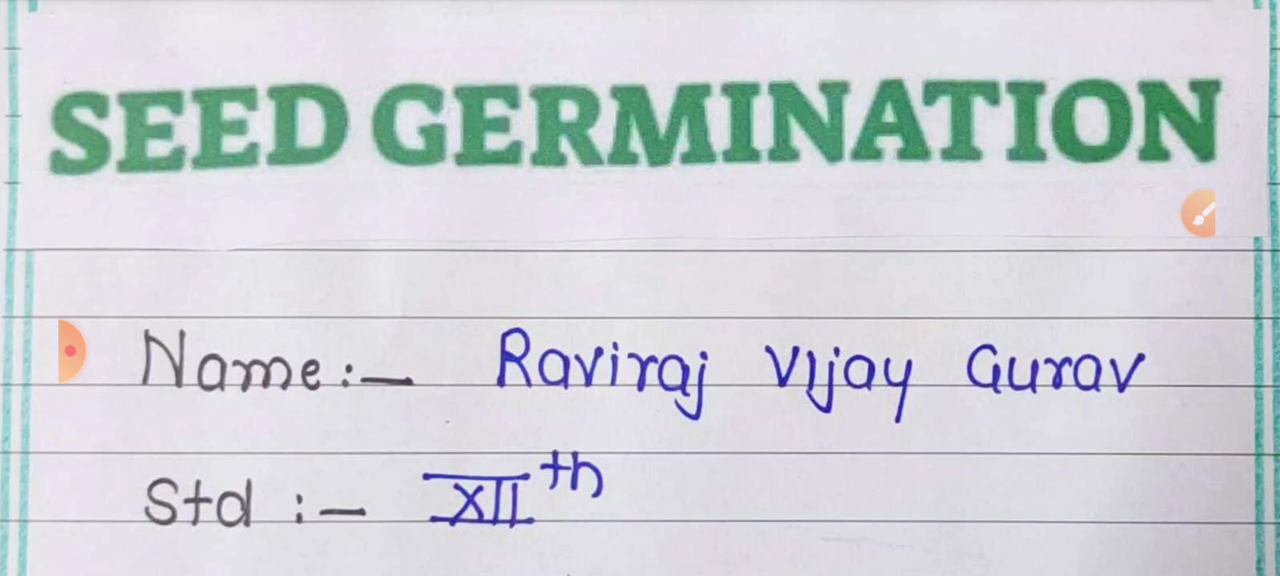 SEED GERMINATION
Name :- Raviraj Vijay Gurav
Std :- XIIth